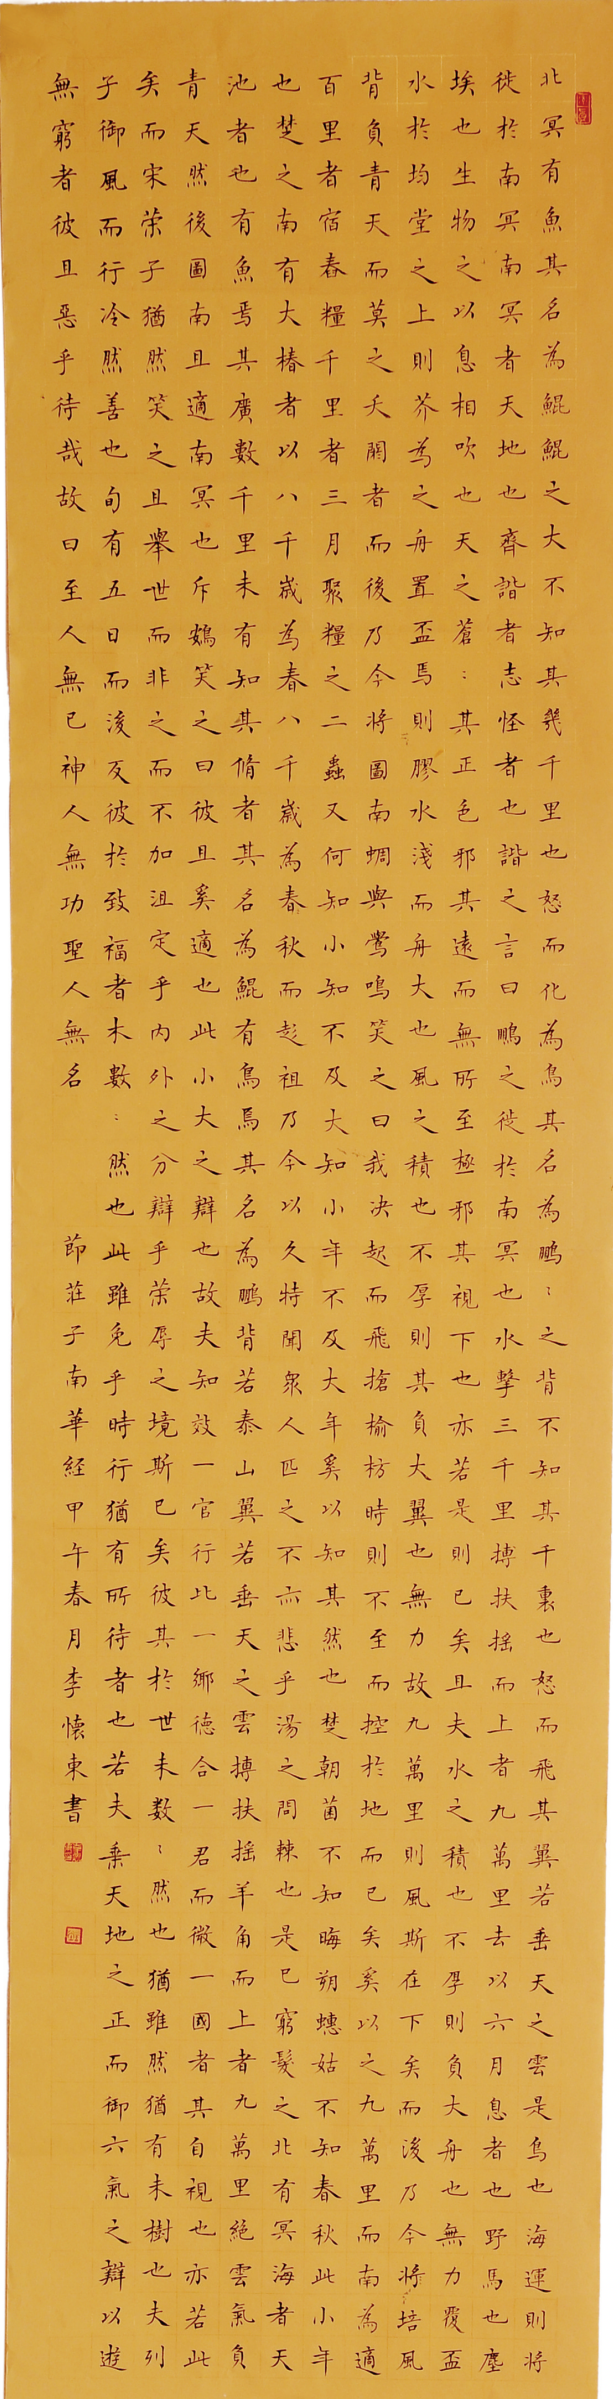 北冥有魚其名為鯤鯤之大不知其幾千里也怒而化為鳥其名為鵬〻之背不知其千裏也怒而飛其翼若垂天之雲是鳥也海運則將
徙於南冥南冥者天地也齊諧者志怪者也諧之言曰鵬之徙於南冥也水擊三千里搏扶搖而上者九萬里去以六月息者也野馬也塵
埃也生物之以息相吹也天之蒼〻其正色邪其遠而無所至極邪其視下也亦若是則已矣且夫水之積也不厚則負大舟也無力覆盃
水於坳堂之上則芥為之舟置盃焉則膠水淺而舟大也風之積也不厚則其負大翼也無力故九萬里則風斯在下矣而後乃今將培風
背負青天而莫之夭閼者而後乃今將圖南蜩與鶯鳴笑之曰我决起而飛搶榆枋時則不至而控於地而已矣奚以之九萬里而南為適
百里者宿舂糧千里者三月聚糧之二蟲又何知小知不及大知小年不及大年奚以知其然也楚朝菌不知晦朔蟪姑不知春秋此小年
也楚之南有大椿者以八千歲為春八千歲為春秋而彭祖乃今以久特聞衆人匹之不亦悲乎湯之問棘也是已窮髮之北有冥海者天
池者也有魚焉其廣數千里未有知其脩者其名為鯤有鳥焉其名為鵬背若泰山翼若垂天之雲搏扶搖羊角而上者九萬里絕雲氣負
青天然後圖南且適南冥也斥鷃笑之曰彼且奚適也此小大之辯也故夫知效一官行比一鄉德合一君而徵一國者其自視也亦若此
矣而宋荣子猶然笑之且舉世而非之而不加沮定乎内外之分辯乎荣辱之境斯已矣彼其於世未数〻然也猶雖然猶有未樹也夫列
子御風而行冷然善也旬有五日而後反彼於致福者木數〻然也此雖免乎時行猶有所待者也若夫乘天地之正而御六氣之辯以遊
無窮者彼且惡乎待哉故曰至人無己神人無功聖人無名
節莊子南華経甲午春月李懷東書